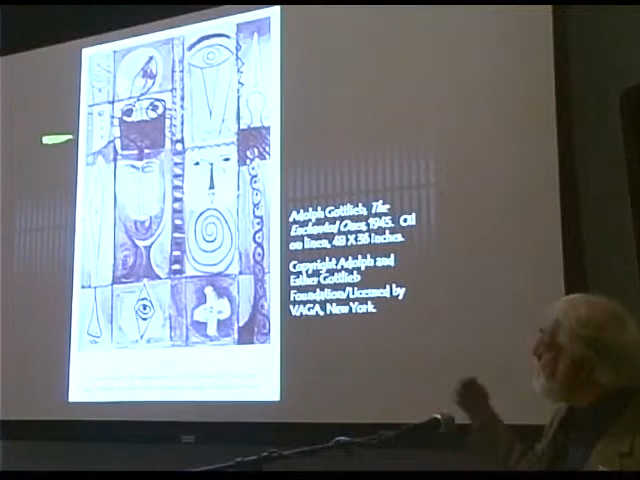 Adolph Gottlieb, The
Enchanted Ones, 1945. Oil
on linen, 48 X 36 inches.
Copyright Adolph and
Esther Gottlieb
Foundation/Licensed by
VAGA, New York.